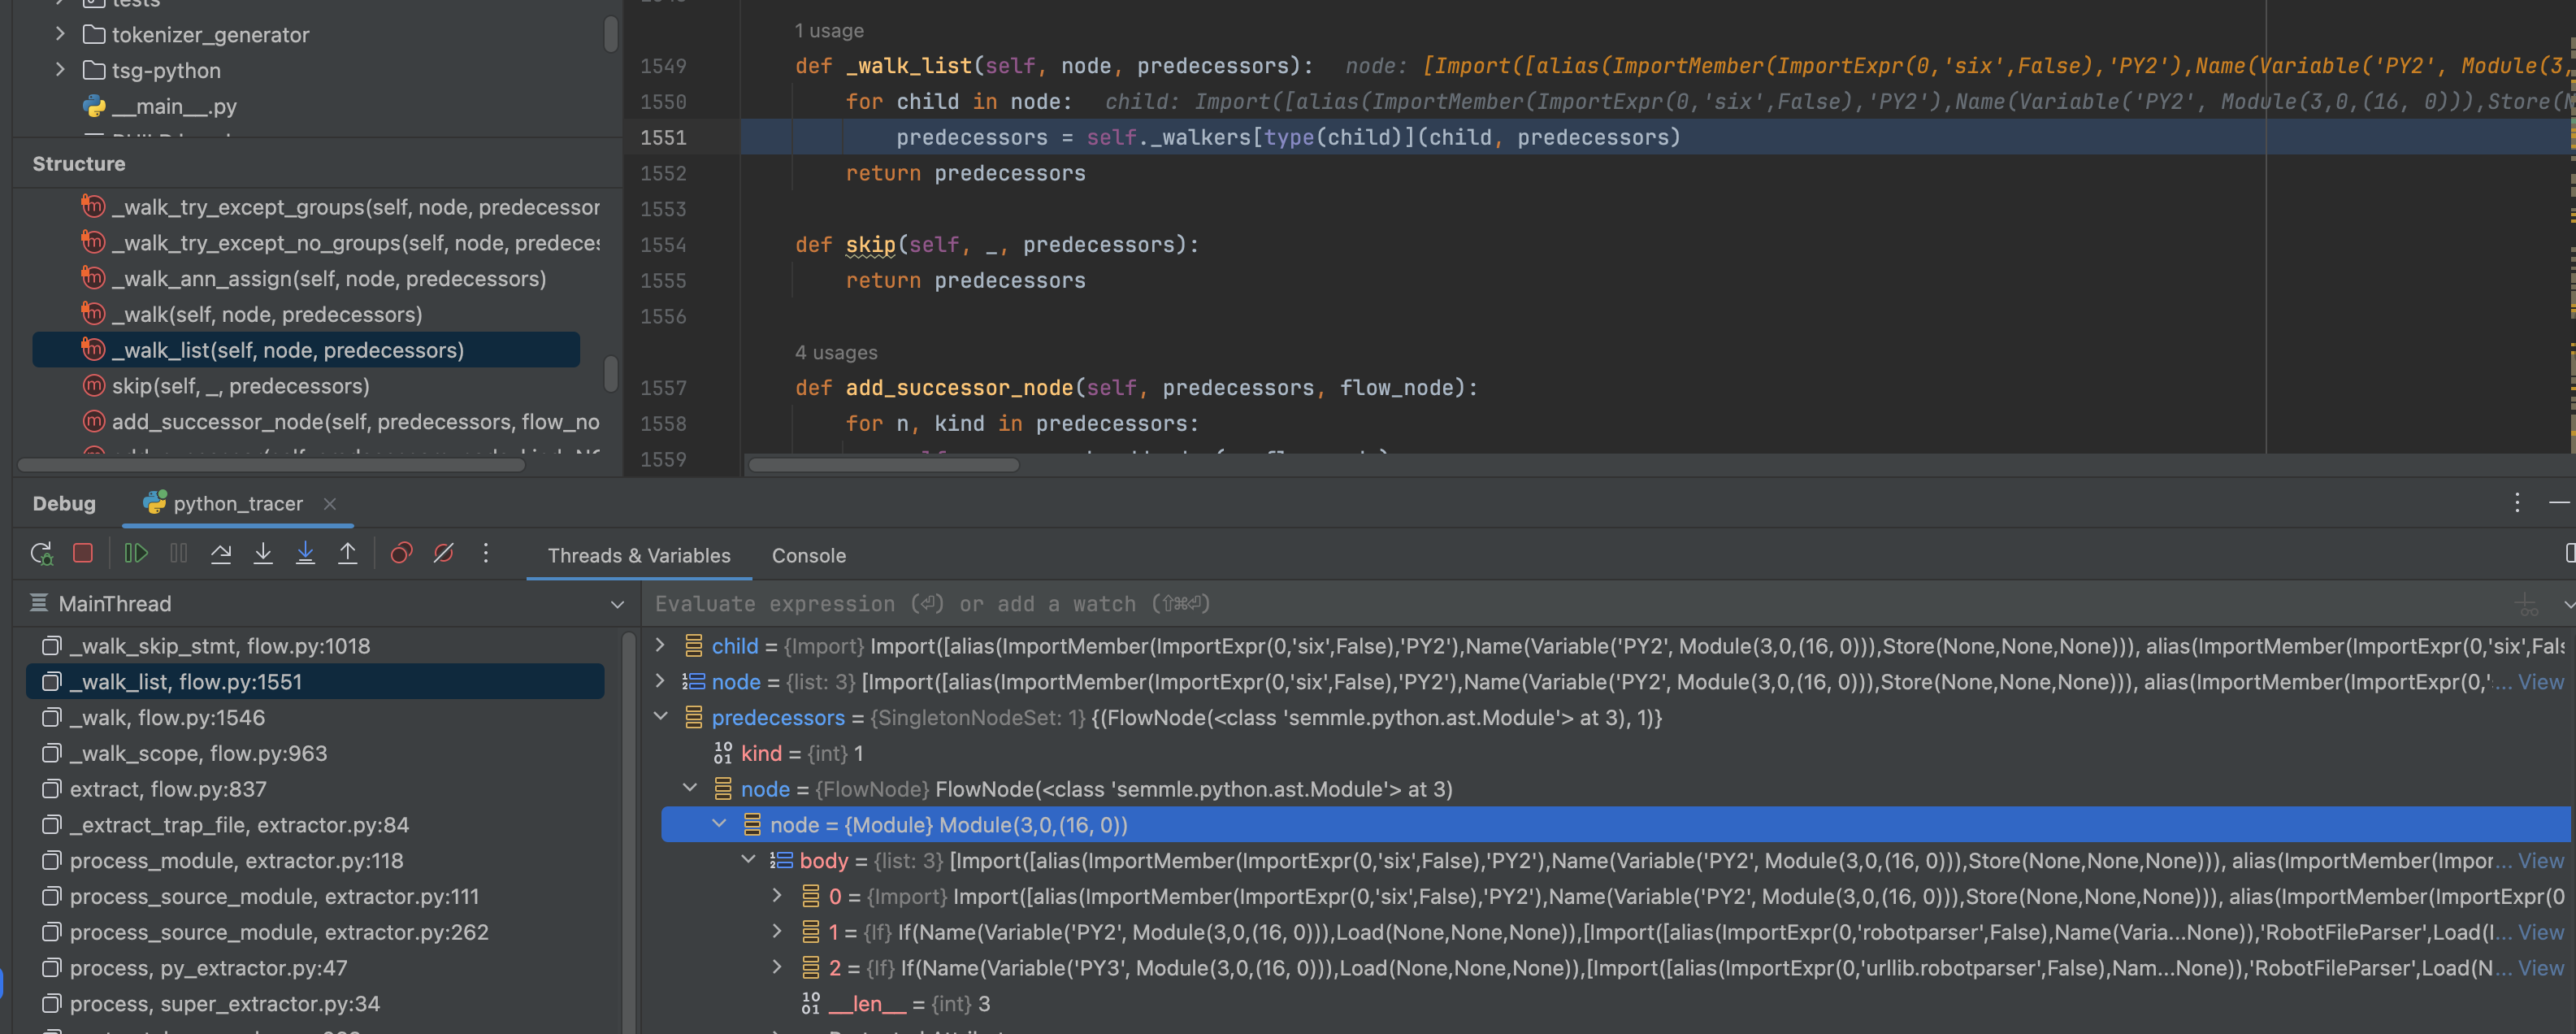 tests
tokenizer_generator
tsg-python
__main__.py
Structure
_walk_try_except_groups(self, node, predecessor
_walk_try_except_no_groups(self, node, predeces
_walk_ann_assign(self, node, predecessors)
_walk(self, node, predecessors)
_walk_list(self, node, predecessors)
skip(self, _, predecessors)
add_successor_node(self, predecessors, flow_no
1 usage
1549 def _walk_list(self, node, predecessors): node: [Import([alias(ImportMember(ImportExpr(0,'six',False),'PY2'),Name(Variable('PY2', Module(3,
1550 for child in node: child: Import([alias(ImportMember(ImportExpr(0,'six',False),'PY2'),Name(Variable('PY2', Module(3,0,(16, 0))),Store(N
1551 predecessors = self._walkers[type(child)](child, predecessors)
1552 return predecessors
1553
1554 def skip(self, _, predecessors):
1555 return predecessors
1556
4 usages
1557 def add_successor_node(self, predecessors, flow_node):
1558 for n, kind in predecessors:
1559
Debug python_tracer
Threads & Variables Console
MainThread
_walk_skip_stmt, flow.py:1018
_walk_list, flow.py:1551
_walk, flow.py:1546
_walk_scope, flow.py:963
extract, flow.py:837
_extract_trap_file, extractor.py:84
process_module, extractor.py:118
process_source_module, extractor.py:111
process_source_module, extractor.py:262
process, py_extractor.py:47
process, super_extractor.py:34
Evaluate expression (⏎) or add a watch (⇧⌘⏎)
child = {Import} Import([alias(ImportMember(ImportExpr(0,'six',False),'PY2'),Name(Variable('PY2', Module(3,0,(16, 0))),Store(None,None,None))), alias(ImportMember(ImportExpr(0,'six',Fals
node = {list: 3} [Import([alias(ImportMember(ImportExpr(0,'six',False),'PY2'),Name(Variable('PY2', Module(3,0,(16, 0))),Store(None,None,None))), alias(ImportMember(ImportExpr(0,'... View
predecessors = {SingletonNodeSet: 1} {(FlowNode(<class 'semmle.python.ast.Module'> at 3), 1)}
10 01 kind = {int} 1
node = {FlowNode} FlowNode(<class 'semmle.python.ast.Module'> at 3)
node = {Module} Module(3,0,(16, 0))
body = {list: 3} [Import([alias(ImportMember(ImportExpr(0,'six',False),'PY2'),Name(Variable('PY2', Module(3,0,(16, 0))),Store(None,None,None))), alias(ImportMember(Impor... View
0 = {Import} Import([alias(ImportMember(ImportExpr(0,'six',False),'PY2'),Name(Variable('PY2', Module(3,0,(16, 0))),Store(None,None,None))), alias(ImportMember(ImportExpr(0
1 = {If} If(Name(Variable('PY2', Module(3,0,(16, 0))),Load(None,None,None)),[Import([alias(ImportExpr(0,'robotparser',False),Name(Varia...None)),'RobotFileParser',Load(I... View
2 = {If} If(Name(Variable('PY3', Module(3,0,(16, 0))),Load(None,None,None)),[Import([alias(ImportExpr(0,'urllib.robotparser',False),Nam...None)),'RobotFileParser',Load(N... View
10 01 __len__ = {int} 3